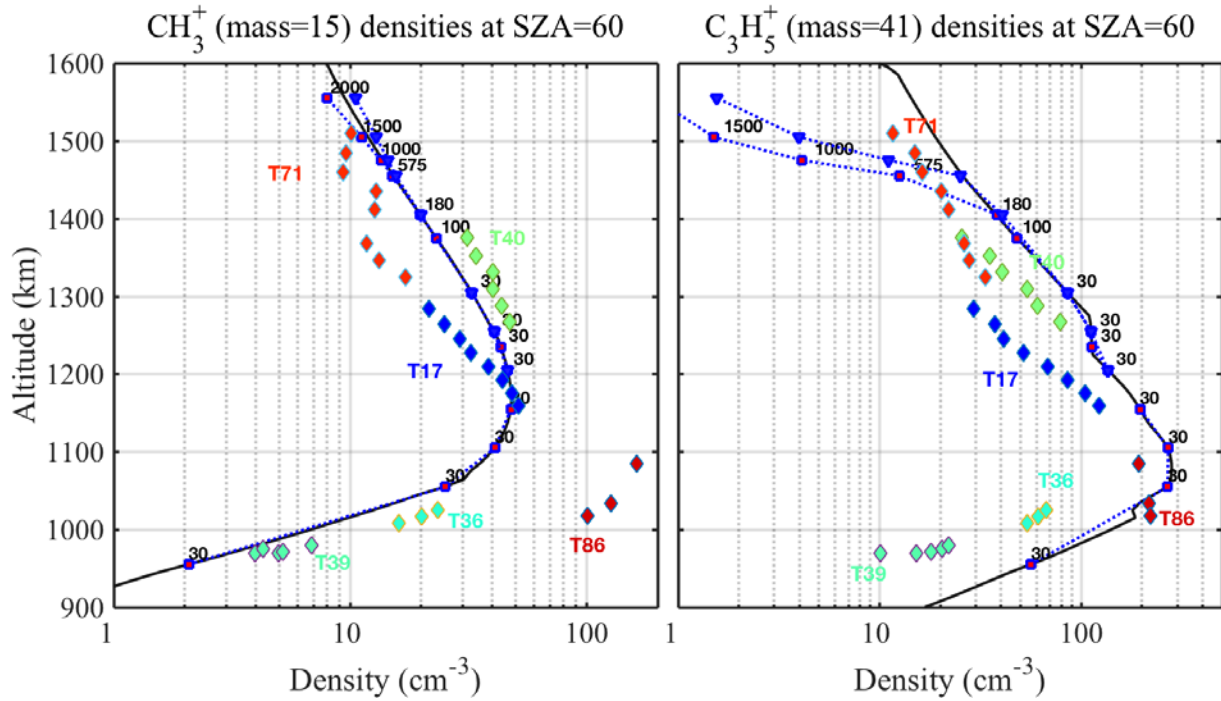 CH3+ (mass=15) densities at SZA=60
C3H5+ (mass=41) densities at SZA=60
Altitude (km)
1600
1500
1400
1300
1200
1100
1000
900
2000
1500
1000
575
180
100
30
30
30
30
30
30
30
30
T71
T40
T17
T36
T86
T39
1
10
100
Density (cm-3)
1500
1000
575
180
100
30
30
30
30
30
30
30
30
T71
T40
T17
T36
T86
T39
1
10
100
Density (cm-3)